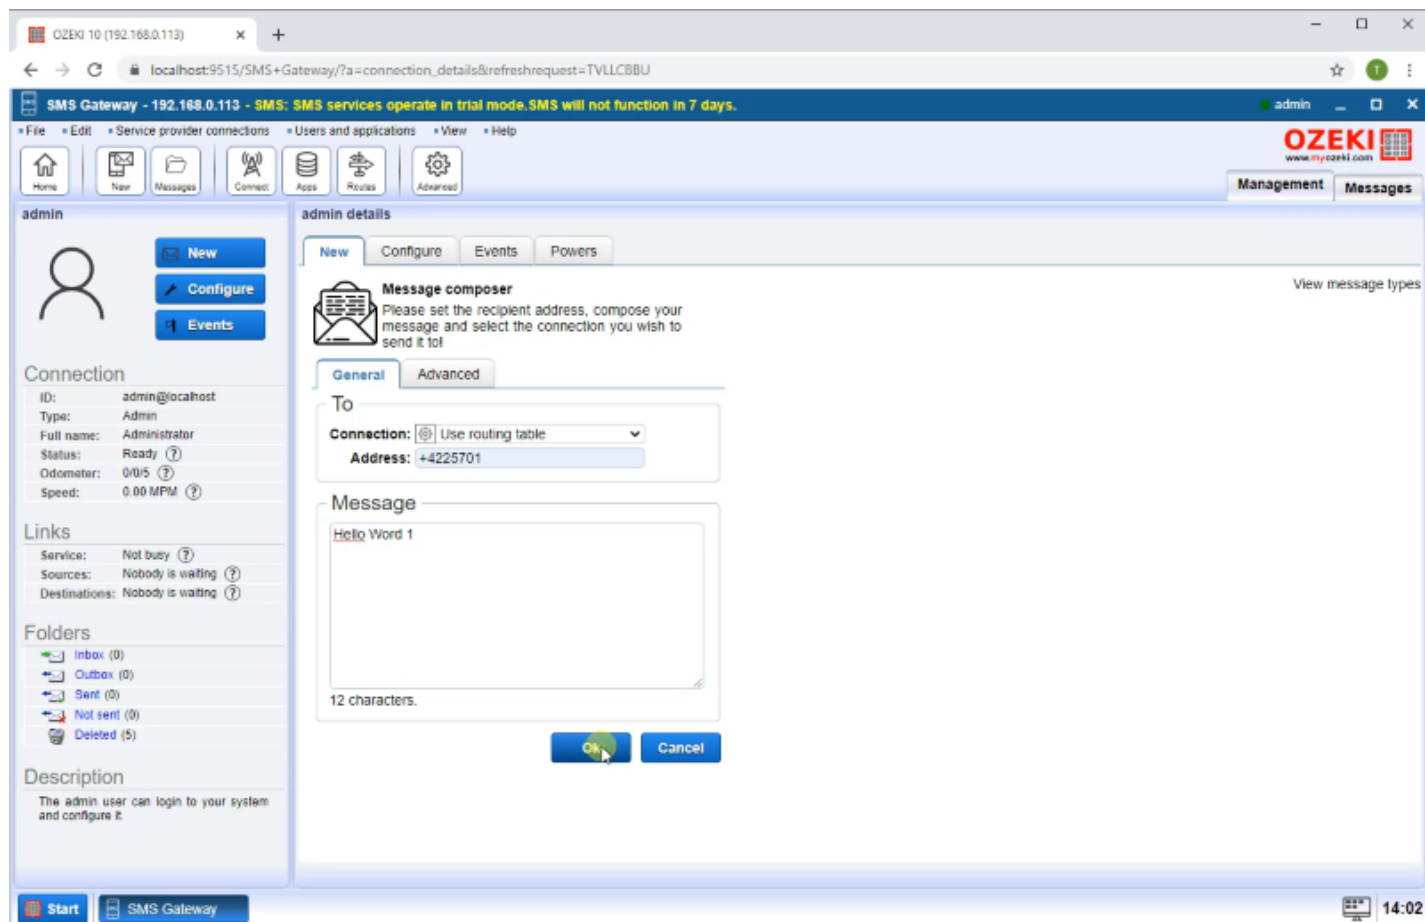 OZEKI 10 (192.168.0.113)
localhost:9515/SMS+Gateway/?a=connection_details&refreshrequest=TVLLCBBU
T
SMS Gateway - 192.168.0.113 - SMS: SMS services operate in trial mode.SMS will not function in 7 days.
admin
File Edit Service provider connections Users and applications View Help
OZEKI
www.myozeki.com
Home New Messages Connect Apps Routes Advanced
Management Messages
admin
New
Configure
Events
Connection
ID: admin@localhost
Type: Admin
Full name: Administrator
Status: Ready ?
Odometer: 0/0/5 ?
Speed: 0.00 MPM ?
Links
Service: Not busy ?
Sources: Nobody is waiting ?
Destinations: Nobody is waiting ?
Folders
Inbox (0)
Outbox (0)
Sent (0)
Not sent (0)
Deleted (5)
Description
The admin user can login to your system
and configure it.
admin details
New Configure Events Powers
Message composer
Please set the recipient address, compose your
message and select the connection you wish to
send it to!
View message types
General Advanced
To
Connection: Use routing table
Address: +4225701
Message
Hello Word 1
12 characters.
Ok Cancel
Start SMS Gateway 14:02